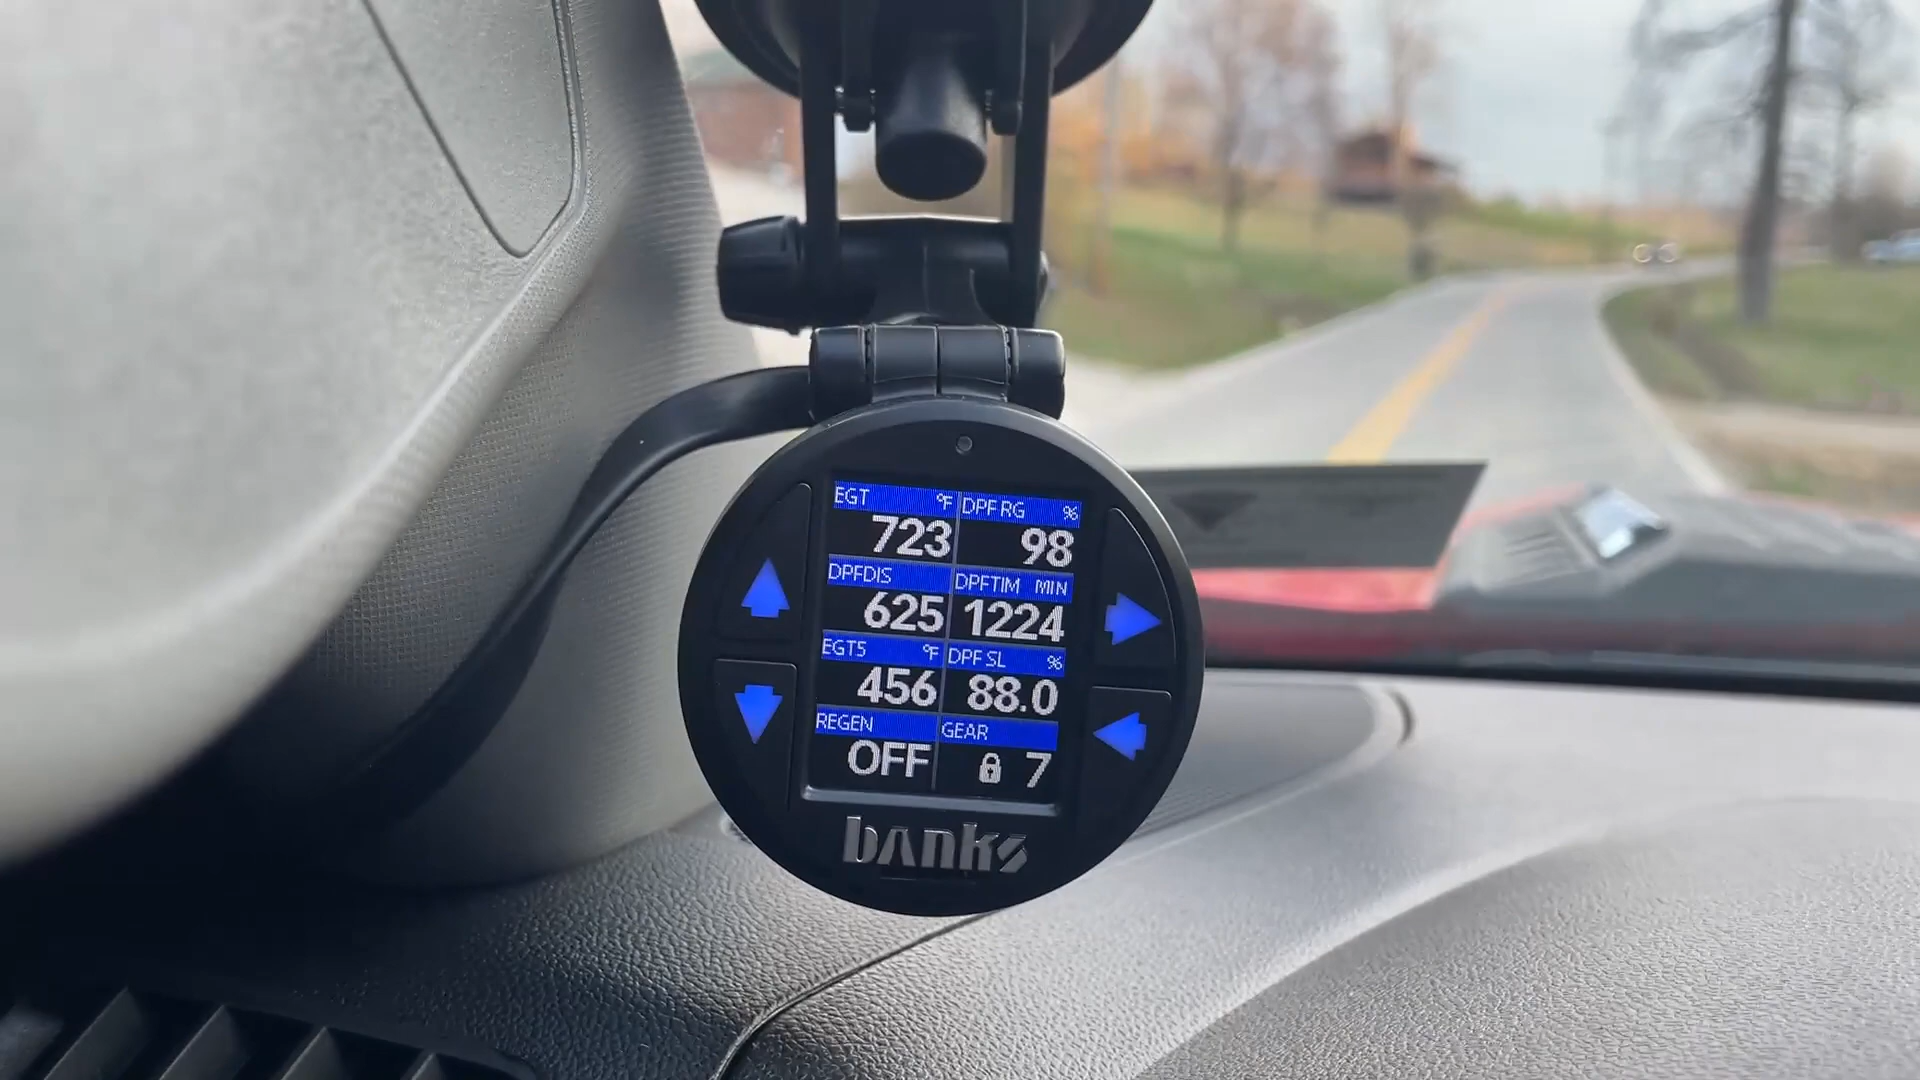 EGT °F DPF RG %
723 98
DPFDIS DPFTIM MIN
625 1224
EGT5 °F DPF SL %
456 88.0
REGEN GEAR
OFF 7
banks